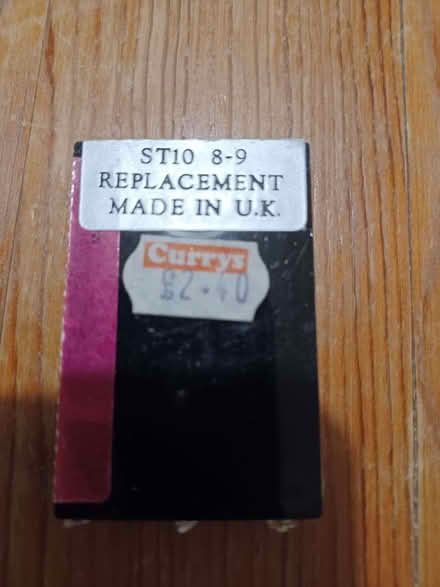 ST10 8-9
REPLACEMENT
MADE IN U.K.
Currys
£2.40